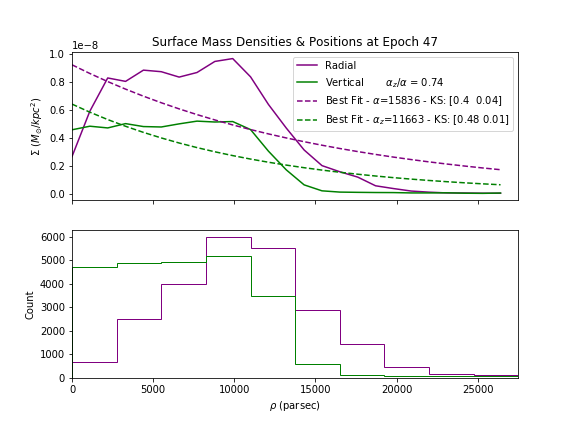 Surface Mass Densities & Positions at Epoch 47
1e−8
1.0
0.8
0.6
0.4
0.2
0.0
Σ (M⊙/kpc²)
Radial
Vertical α_z/α = 0.74
Best Fit - α=15836 - KS: [0.4 0.04]
Best Fit - α_z=11663 - KS: [0.48 0.01]
6000
5000
4000
3000
2000
1000
0
Count
0 5000 10000 15000 20000 25000
ρ (parsec)